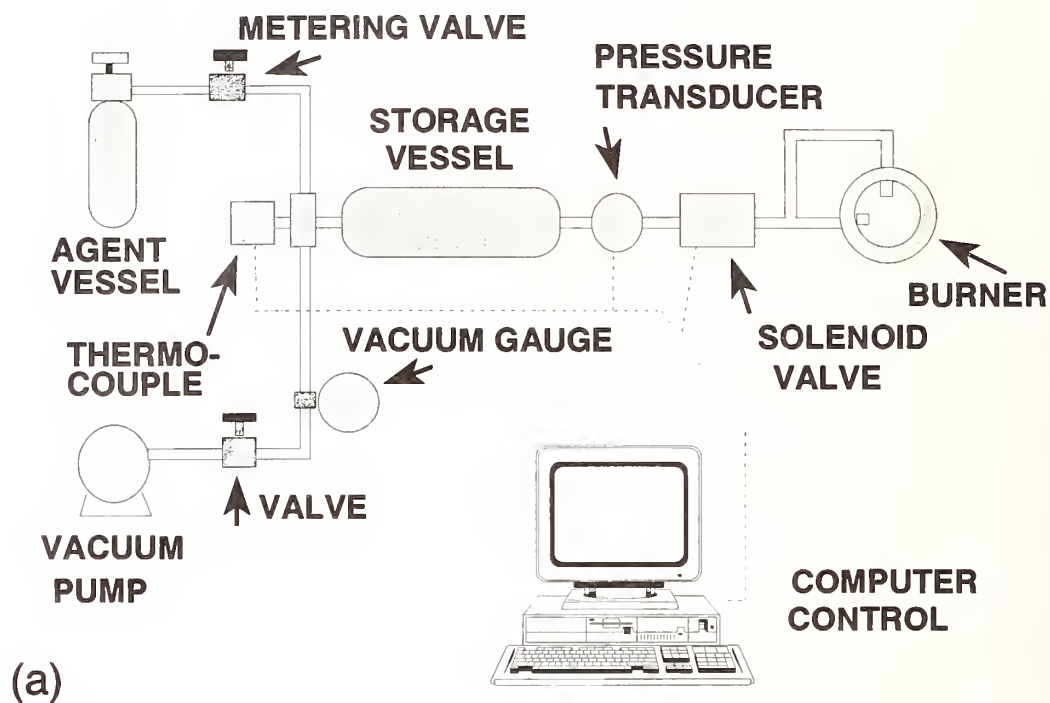 METERING VALVE
PRESSURE
TRANSDUCER
STORAGE
VESSEL
AGENT
VESSEL
BURNER
THERMO-
COUPLE
VACUUM GAUGE
SOLENOID
VALVE
VALVE
VACUUM
PUMP
COMPUTER
CONTROL
(a)